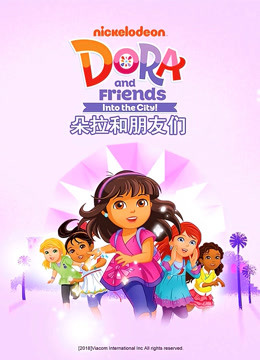 nickelodeon
DORA
and
FRIENDS
Into the City!
朵拉和朋友们
[2018]Viacom International Inc All rights reserved.